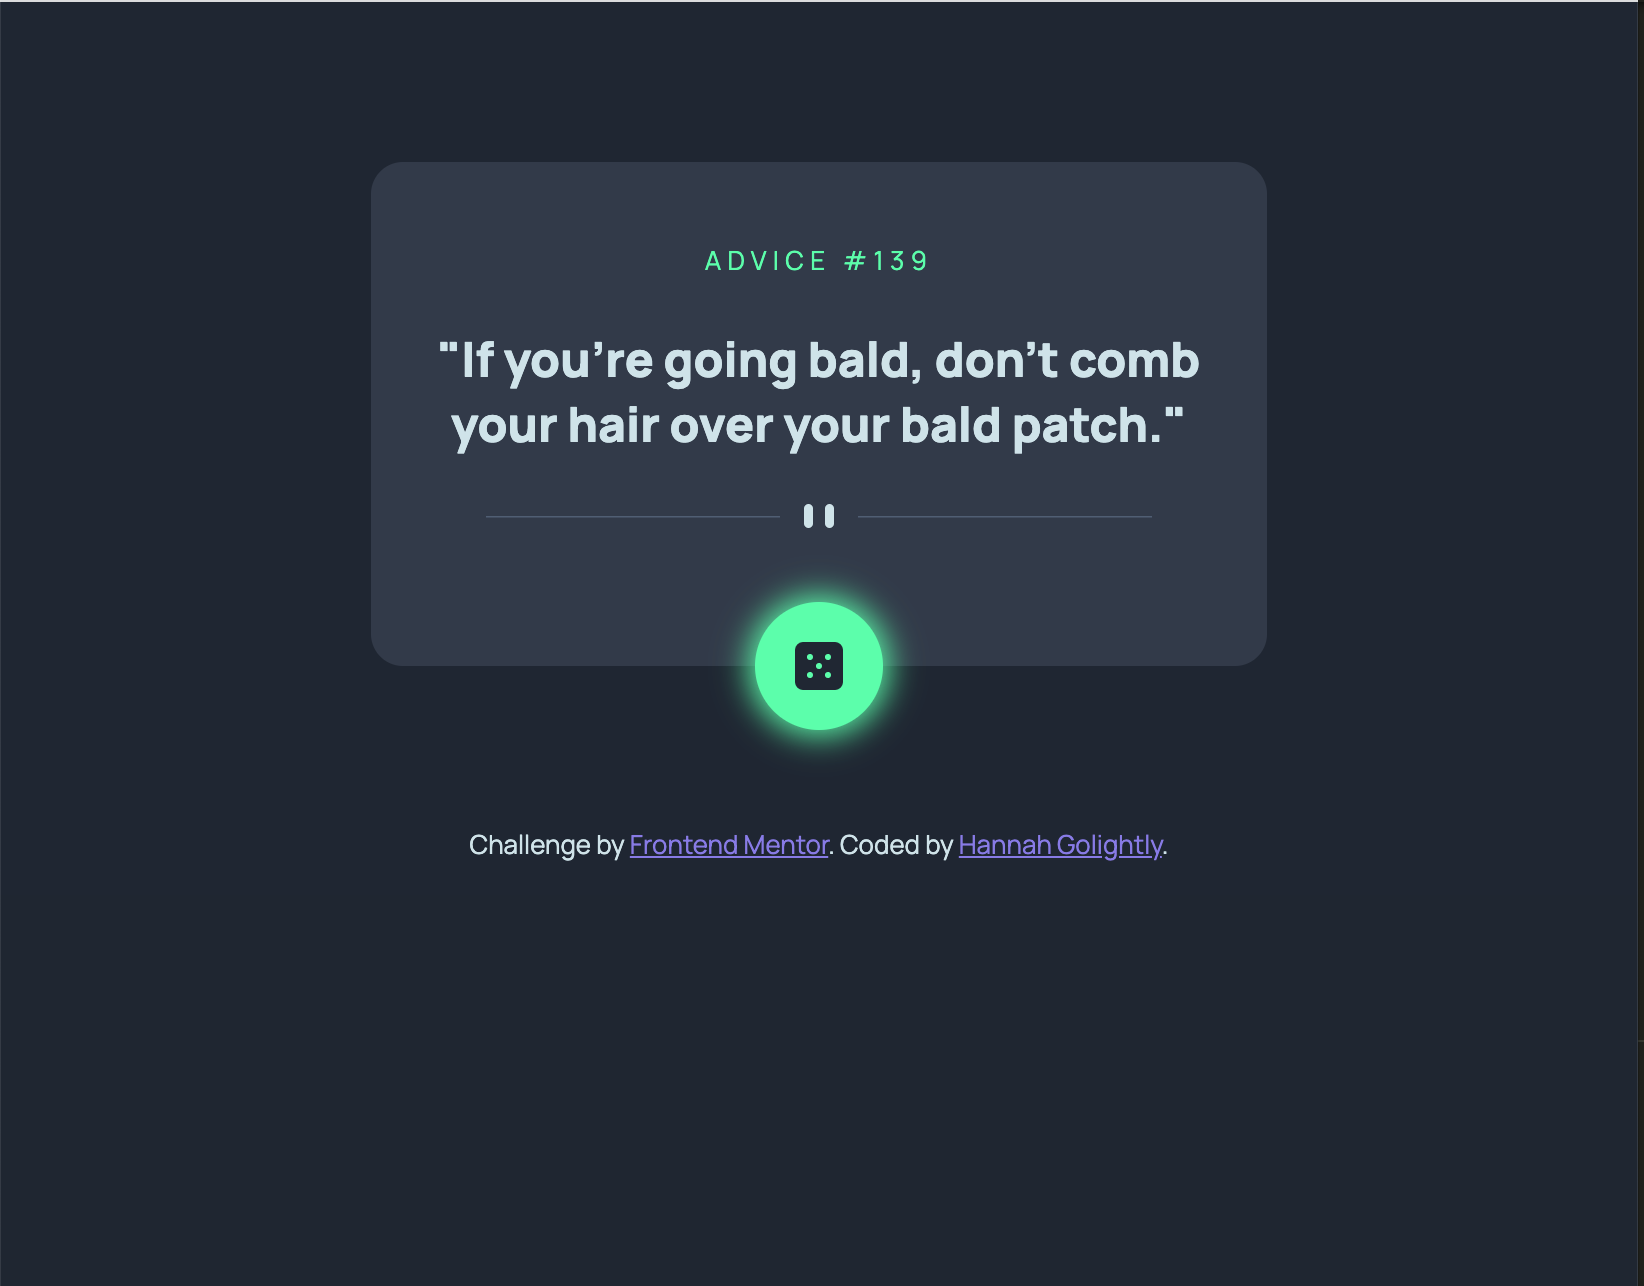 ADVICE #139
"If you’re going bald, don’t comb
your hair over your bald patch."
Challenge by Frontend Mentor. Coded by Hannah Golightly.